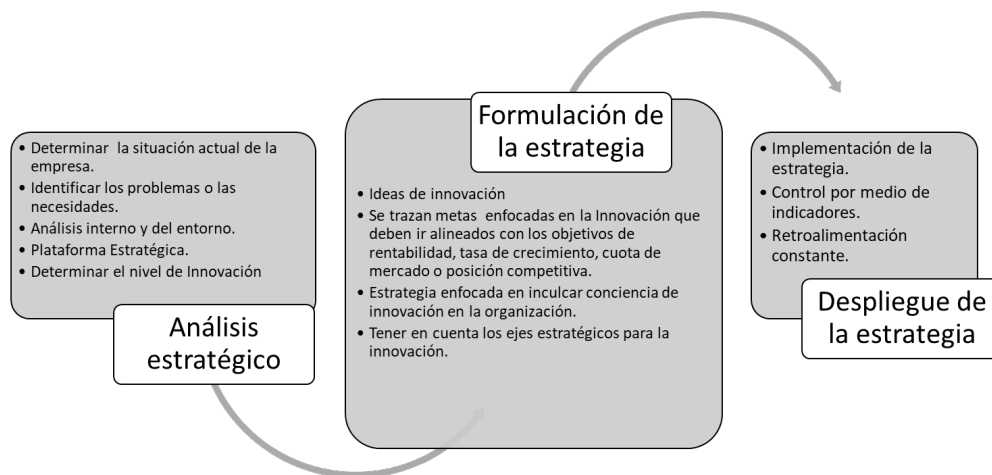 • Determinar la situación actual de la
empresa.
• Identificar los problemas o las
necesidades.
• Análisis interno y del entorno.
• Plataforma Estratégica.
• Determinar el nivel de Innovación
Análisis
estratégico
Formulación de
la estrategia
• Ideas de innovación
• Se trazan metas enfocadas en la Innovación que
deben ir alineados con los objetivos de
rentabilidad, tasa de crecimiento, cuota de
mercado o posición competitiva.
• Estrategia enfocada en inculcar conciencia de
innovación en la organización.
• Tener en cuenta los ejes estratégicos para la
innovación.
• Implementación de la
estrategia.
• Control por medio de
indicadores.
• Retroalimentación
constante.
Despliegue de
la estrategia